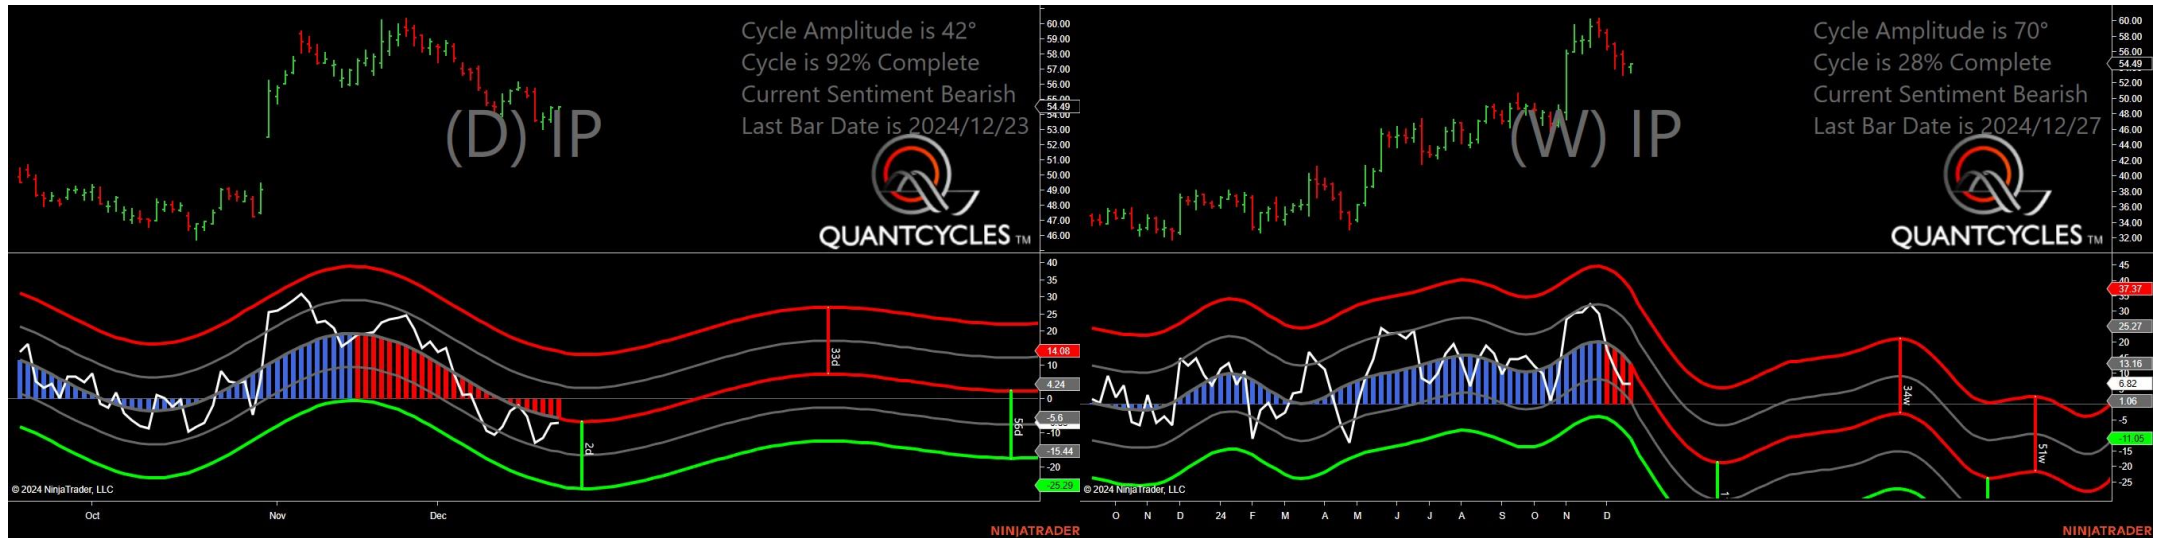 Cycle Amplitude is 42°
Cycle is 92% Complete
Current Sentiment Bearish
Last Bar Date is 2024/12/23
(D) IP
QUANTCYCLES TM
60.00
59.00
58.00
57.00
56.00
54.49
54.00
53.00
52.00
51.00
50.00
49.00
48.00
47.00
46.00
40
35
30
25
20
14.08
4.24
0
-5.6
-10
-15.44
-20
-25.29
33d
2d
56d
© 2024 NinjaTrader, LLC
Oct
Nov
Dec
NINJATRADER
Cycle Amplitude is 70°
Cycle is 28% Complete
Current Sentiment Bearish
Last Bar Date is 2024/12/27
(W) IP
QUANTCYCLES TM
60.00
58.00
56.00
54.49
52.00
50.00
48.00
46.00
44.00
42.00
40.00
38.00
36.00
34.00
32.00
45
37.37
30
25.27
20
13.16
10
6.82
1.06
-5
-11.05
-15
-20
-25
34w
51w
1
© 2024 NinjaTrader, LLC
O
N
D
24
F
M
A
M
J
J
A
S
O
N
D
NINJATRADER